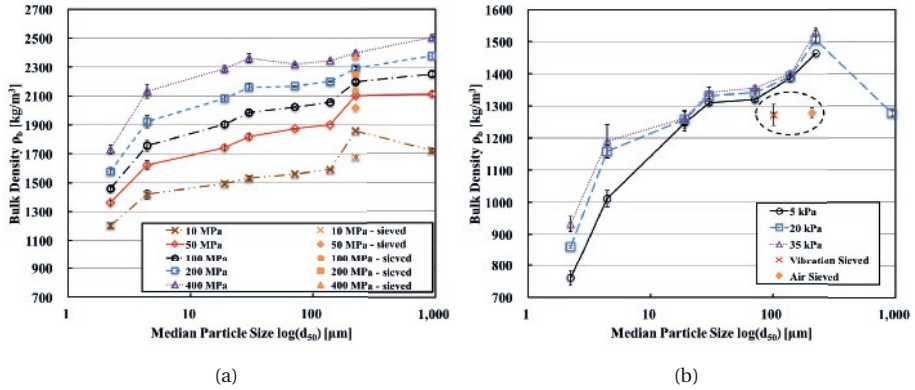 2700
2500
2300
2100
1900
1700
1500
1300
1100
900
700
Bulk Density ρb [kg/m³]
10 MPa
50 MPa
100 MPa
200 MPa
400 MPa
10 MPa - sieved
50 MPa - sieved
100 MPa - sieved
200 MPa - sieved
400 MPa - sieved
1 10 100 1,000
Median Particle Size log(d50) [μm]
(a)
1600
1500
1400
1300
1200
1100
1000
900
800
700
Bulk Density ρb [kg/m³]
5 kPa
20 kPa
35 kPa
Vibration Sieved
Air Sieved
1 10 100 1,000
Median Particle Size log(d50) [μm]
(b)